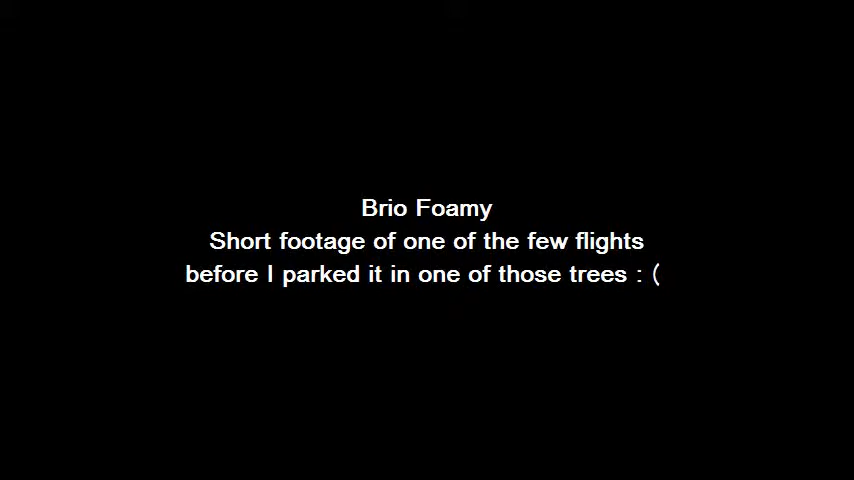 Brio Foamy
Short footage of one of the few flights
before I parked it in one of those trees : (